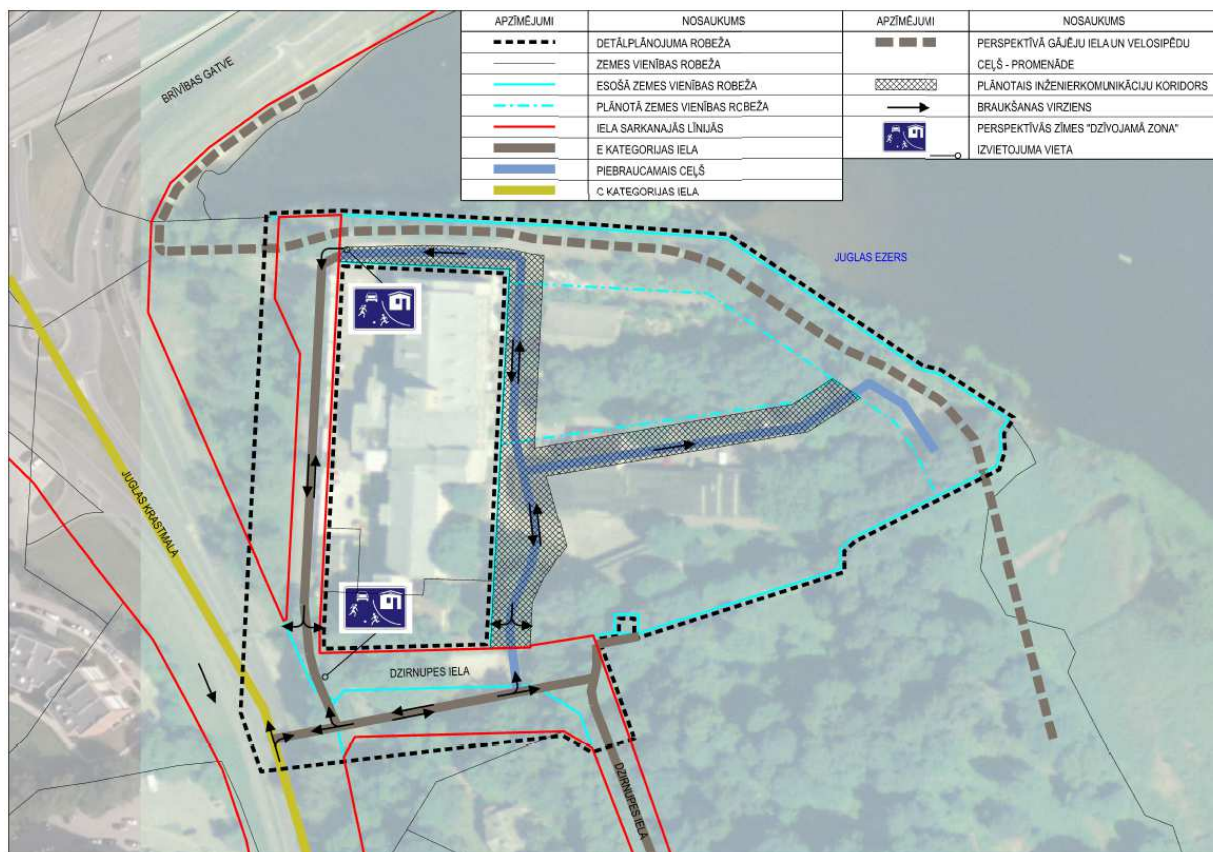 APZĪMĒJUMI NOSAUKUMS APZĪMĒJUMI NOSAUKUMS
DETĀLPLĀNOJUMA ROBEŽA PERSPEKTĪVĀ GĀJĒJU IELA UN VELOSIPĒDU
ZEMES VIENĪBAS ROBEŽA CEĻŠ - PROMENĀDE
ESOŠĀ ZEMES VIENĪBAS ROBEŽA PLĀNOTAIS INŽENIERKOMUNIKĀCIJU KORIDORS
PLĀNOTĀ ZEMES VIENĪBAS ROBEŽA BRAUKŠANAS VIRZIENS
IELA SARKANAJĀS LĪNIJĀS PERSPEKTĪVĀS ZĪMES "DZĪVOJAMĀ ZONA"
E KATEGORIJAS IELA IZVIETOJUMA VIETA
PIEBRAUCAMAIS CEĻŠ
C KATEGORIJAS IELA
BRĪVĪBAS GATVE
JUGLAS EZERS
JUGLAS KRASTMALA
DZIRNUPES IELA
DZIRNUPES IELA